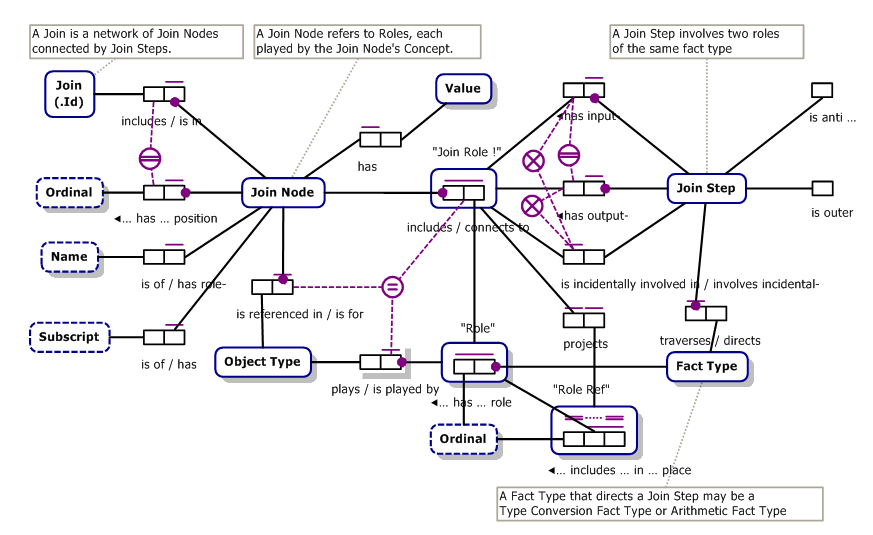 A Join is a network of Join Nodes
connected by Join Steps.
A Join Node refers to Roles, each
played by the Join Node's Concept.
A Join Step involves two roles
of the same fact type
Join
(.Id)
includes / is in
Value
has
"Join Role !"
◄has input-
is anti ...
Ordinal
◄... has ... position
Join Node
includes / connects to
◄has output-
Join Step
is outer
Name
is of / has role-
is incidentally involved in / involves incidental-
is referenced in / is for
Subscript
is of / has
Object Type
plays / is played by
"Role"
◄... has ... role
projects
traverses / directs
Fact Type
"Role Ref"
Ordinal
◄... includes ... in ... place
A Fact Type that directs a Join Step may be a
Type Conversion Fact Type or Arithmetic Fact Type